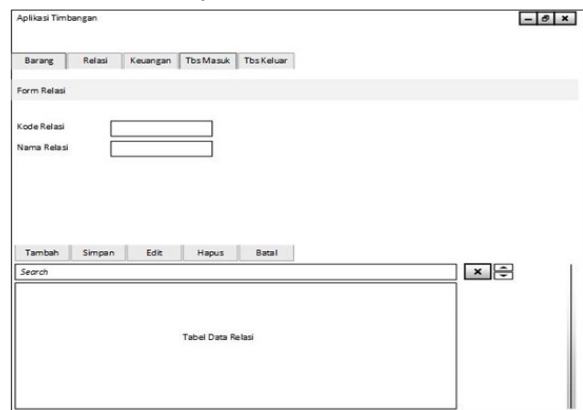 Aplikasi Timbangan
Barang Relasi Keuangan Tbs Masuk Tbs Keluar
Form Relasi
Kode Relasi
Nama Relasi
Tambah Simpan Edit Hapus Batal
Search
Tabel Data Relasi